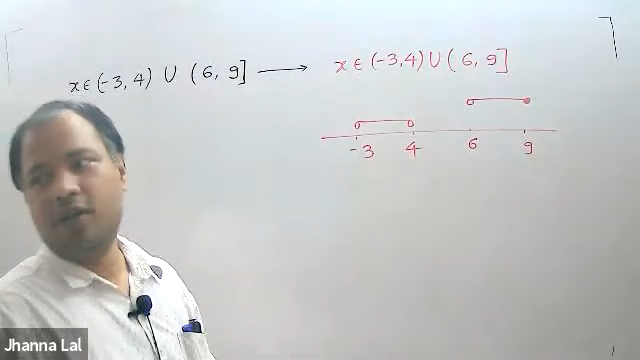 x ∈ (-3, 4) ∪ (6, 9] ⟶ x ∈ (-3, 4) ∪ (6, 9]
-3 4 6 9
Jhanna Lal